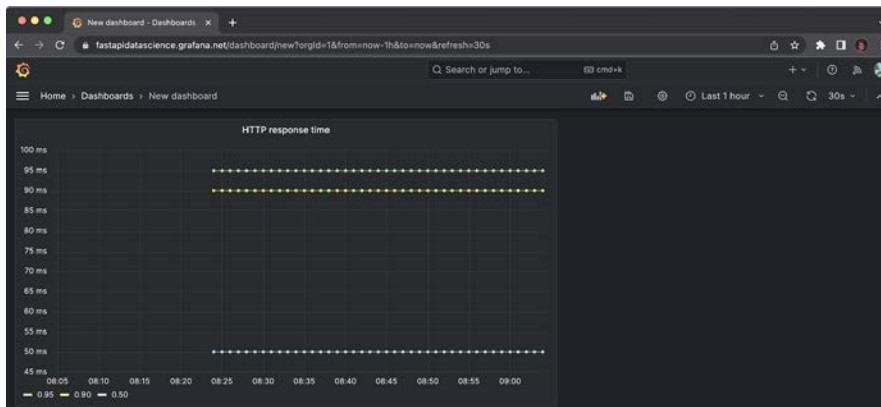 New dashboard - Dashboards
fastapidatascience.grafana.net/dashboard/new?orgId=1&from=now-1h&to=now&refresh=30s
Search or jump to... cmd+k
Home › Dashboards › New dashboard Last 1 hour 30s
HTTP response time
100 ms
95 ms
90 ms
85 ms
80 ms
75 ms
70 ms
65 ms
60 ms
55 ms
50 ms
45 ms
08:05 08:10 08:15 08:20 08:25 08:30 08:35 08:40 08:45 08:50 08:55 09:00
0.95 0.90 0.50